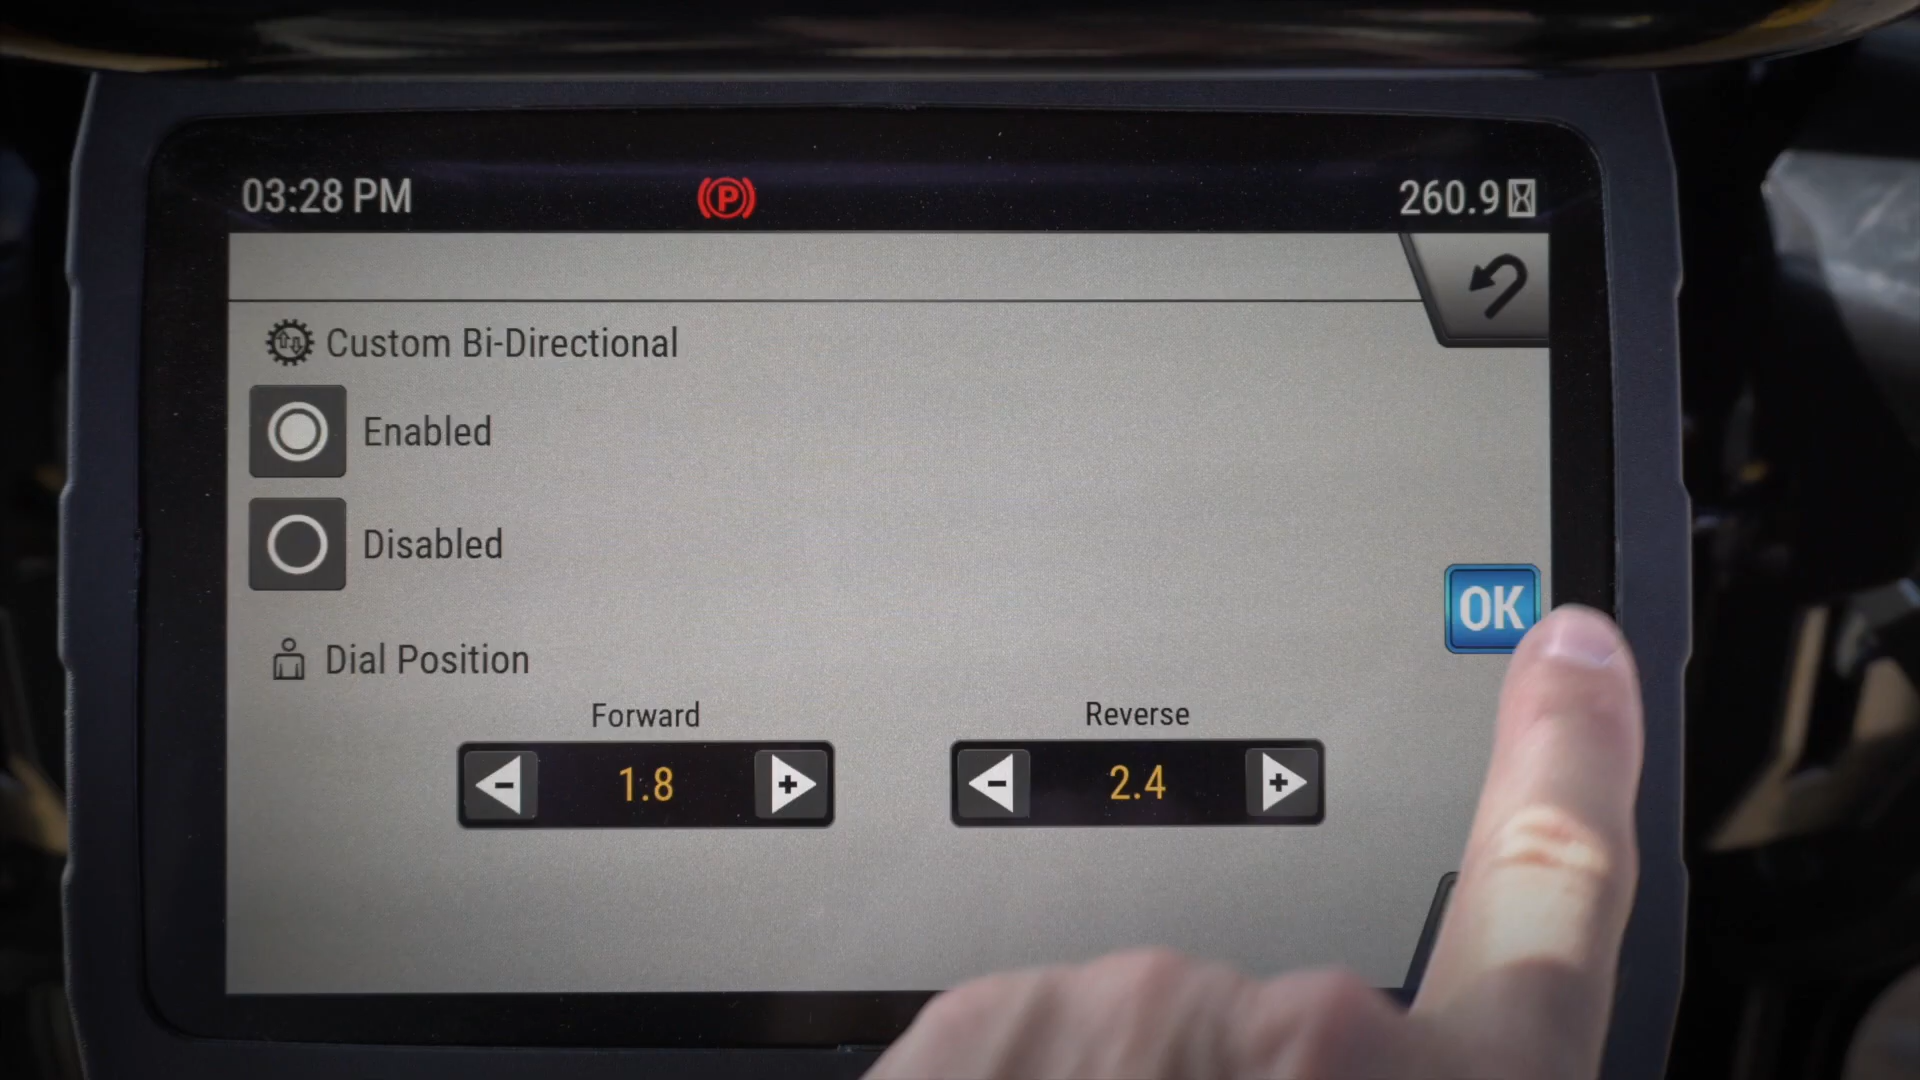 03:28 PM
P
260.9
Custom Bi-Directional
Enabled
Disabled
OK
Dial Position
Forward
Reverse
- 1.8 +
- 2.4 +